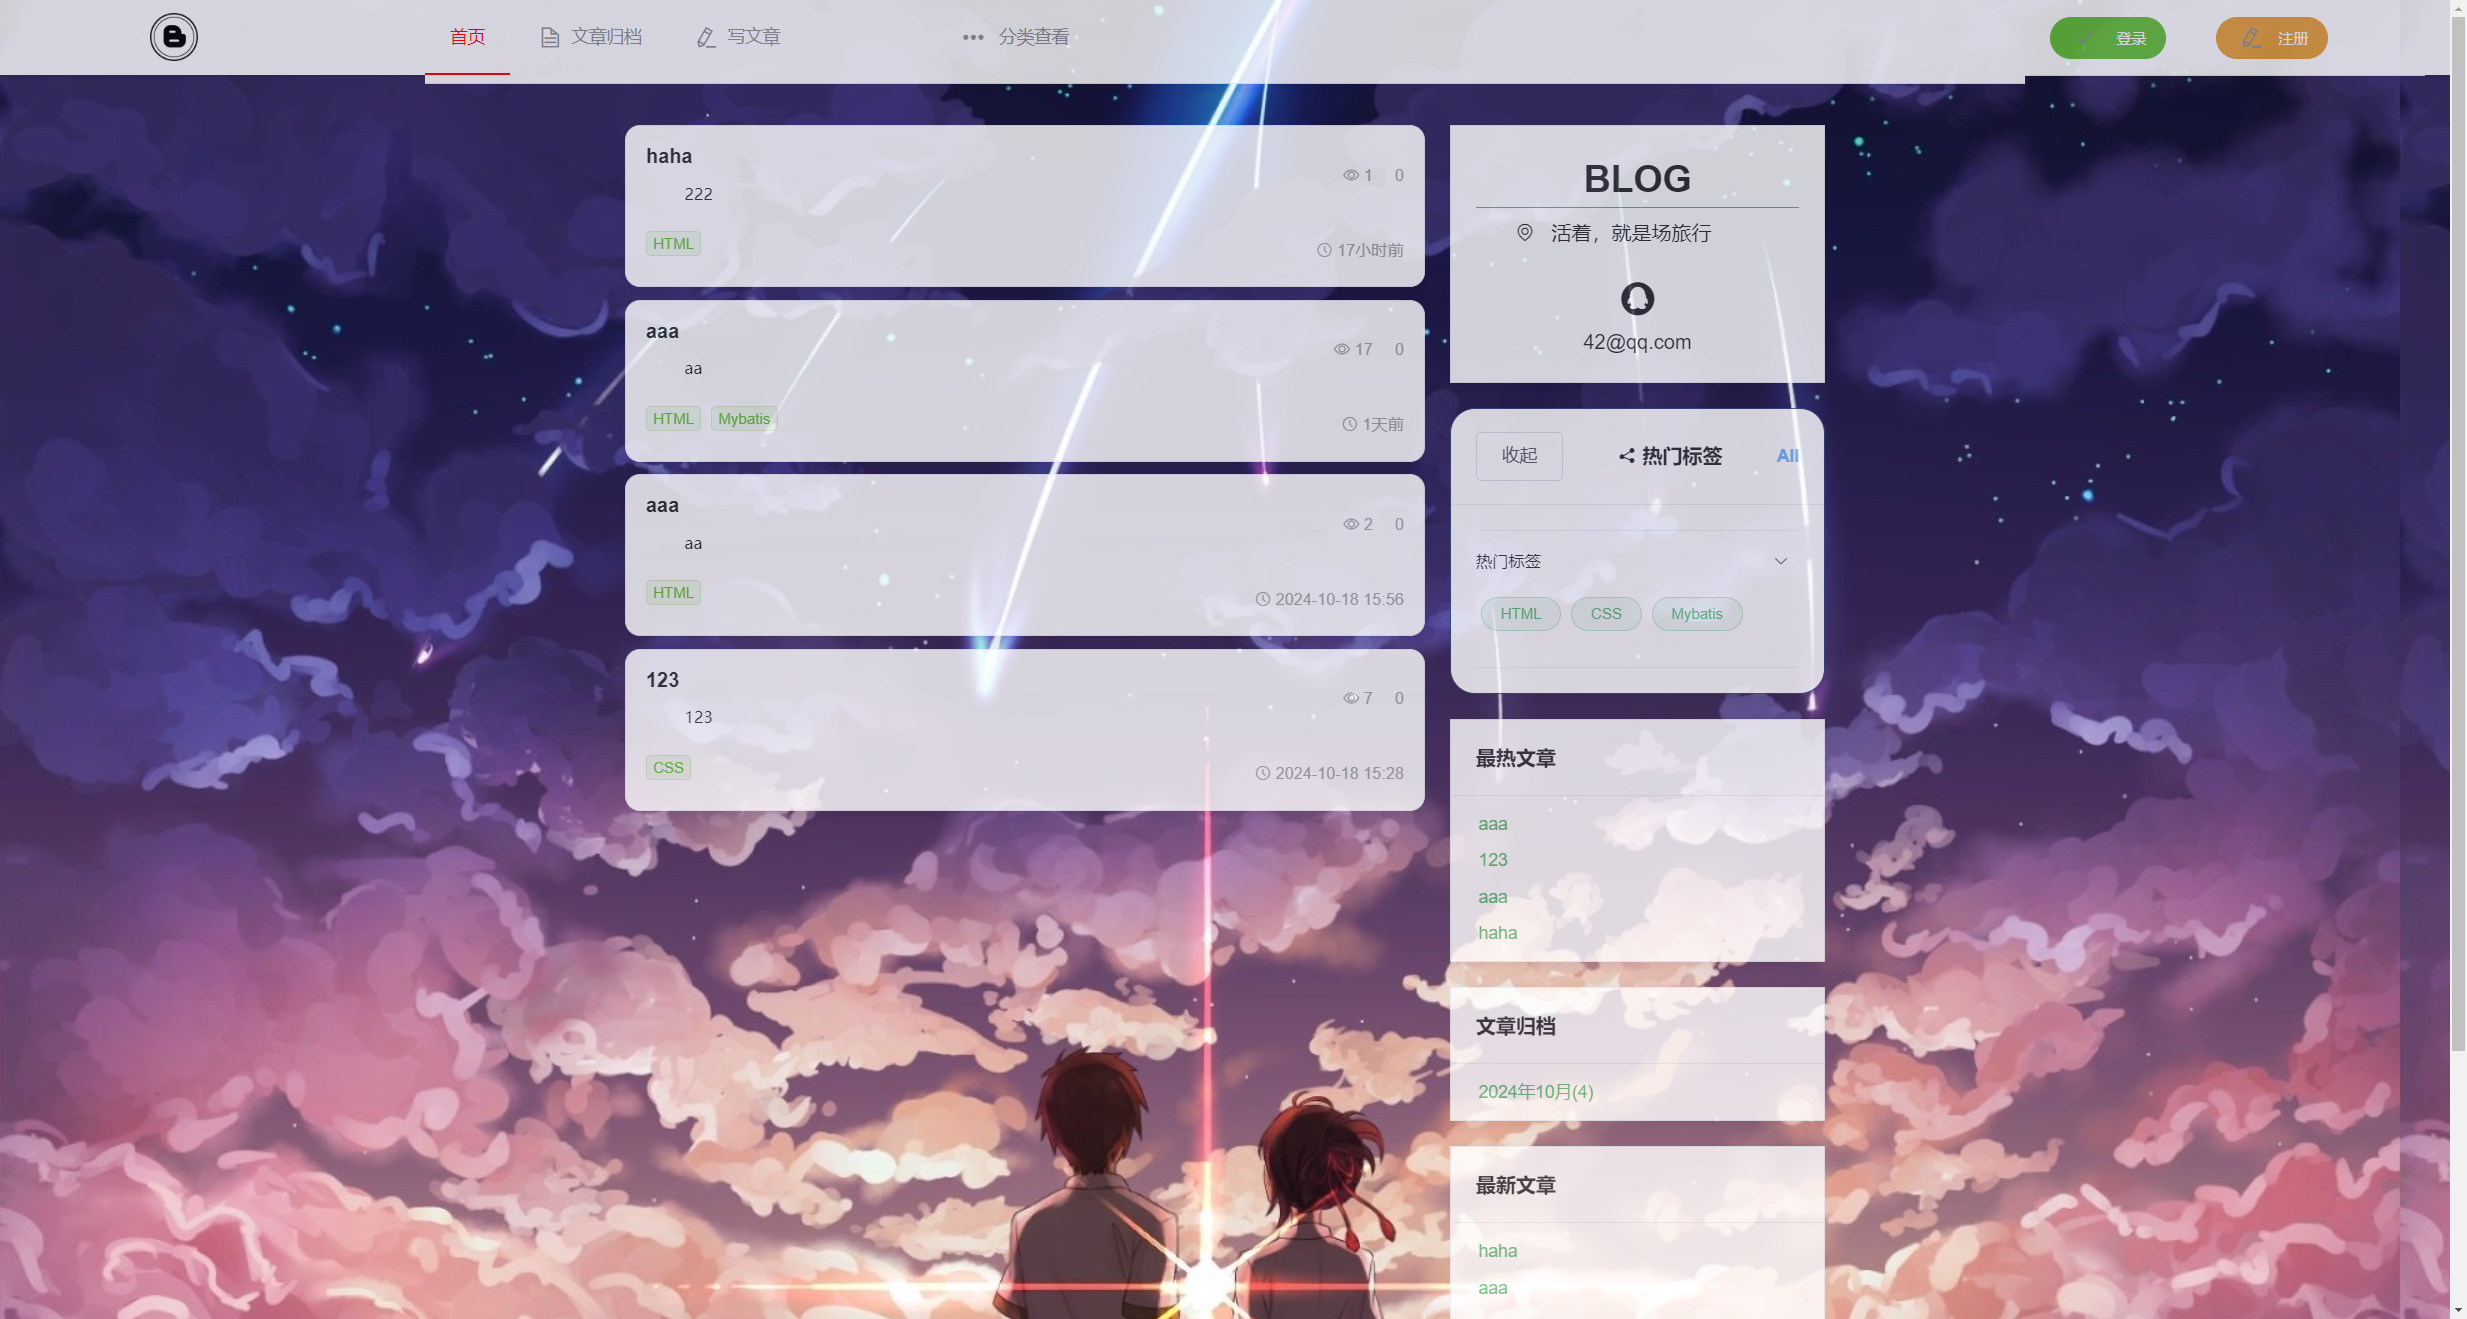 首页
文章归档
写文章
分类查看
登录
注册
haha
222
1 0
HTML
17小时前
aaa
aa
17 0
HTML Mybatis
1天前
aaa
aa
2 0
HTML
2024-10-18 15:56
123
123
7 0
CSS
2024-10-18 15:28
BLOG
活着，就是场旅行
42@qq.com
收起
热门标签
All
热门标签
HTML CSS Mybatis
最热文章
aaa
123
aaa
haha
文章归档
2024年10月(4)
最新文章
haha
aaa